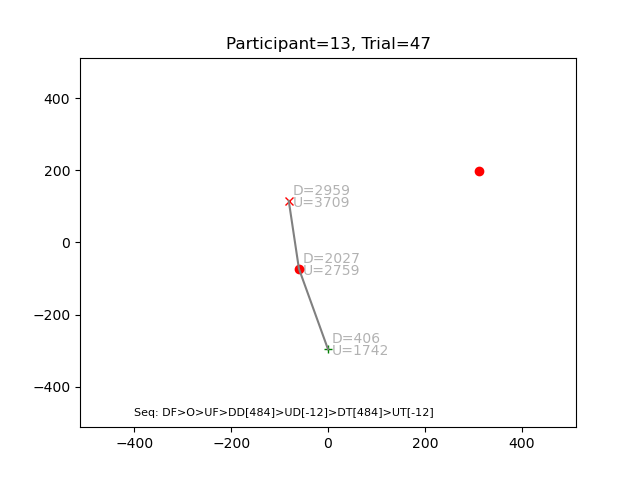 Participant=13, Trial=47
400
200
0
−200
−400
D=2959
U=3709
D=2027
U=2759
D=406
U=1742
Seq: DF>O>UF>DD[484]>UD[-12]>DT[484]>UT[-12]
−400 −200 0 200 400